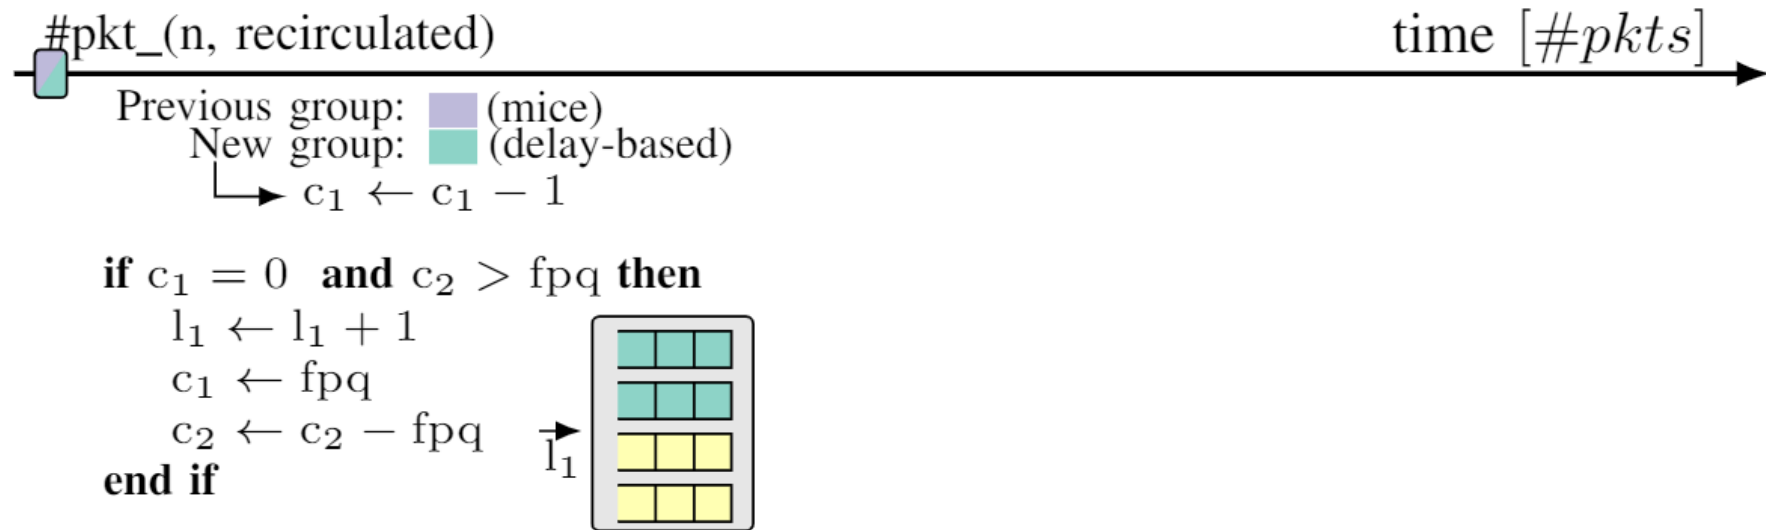 #pkt_(n, recirculated)
time [#pkts]
Previous group: (mice)
New group: (delay-based)
c₁ ← c₁ − 1
if c₁ = 0 and c₂ > fpq then
l₁ ← l₁ + 1
c₁ ← fpq
c₂ ← c₂ − fpq
l₁
end if